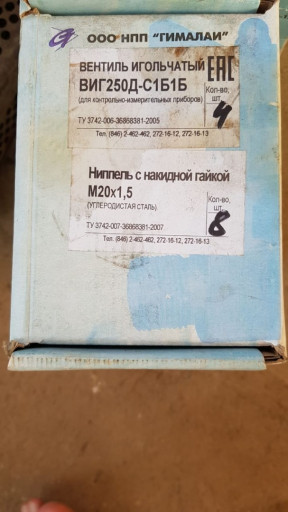 ООО НПП "ГИМАЛАИ"
ВЕНТИЛЬ ИГОЛЬЧАТЫЙ
ВИГ250Д-С1Б1Б
(для контрольно-измерительных приборов)
EAC
Кол-во,
шт.
4
ТУ 3742-006-36868381-2005
Тел. (846) 2-462-462, 272-16-12, 272-16-13
Ниппель с накидной гайкой
М20х1,5
(УГЛЕРОДИСТАЯ СТАЛЬ)
Кол-во,
шт.
8
ТУ 3742-007-36868381-2007
Тел. (846) 2-462-462, 272-16-12, 272-16-13